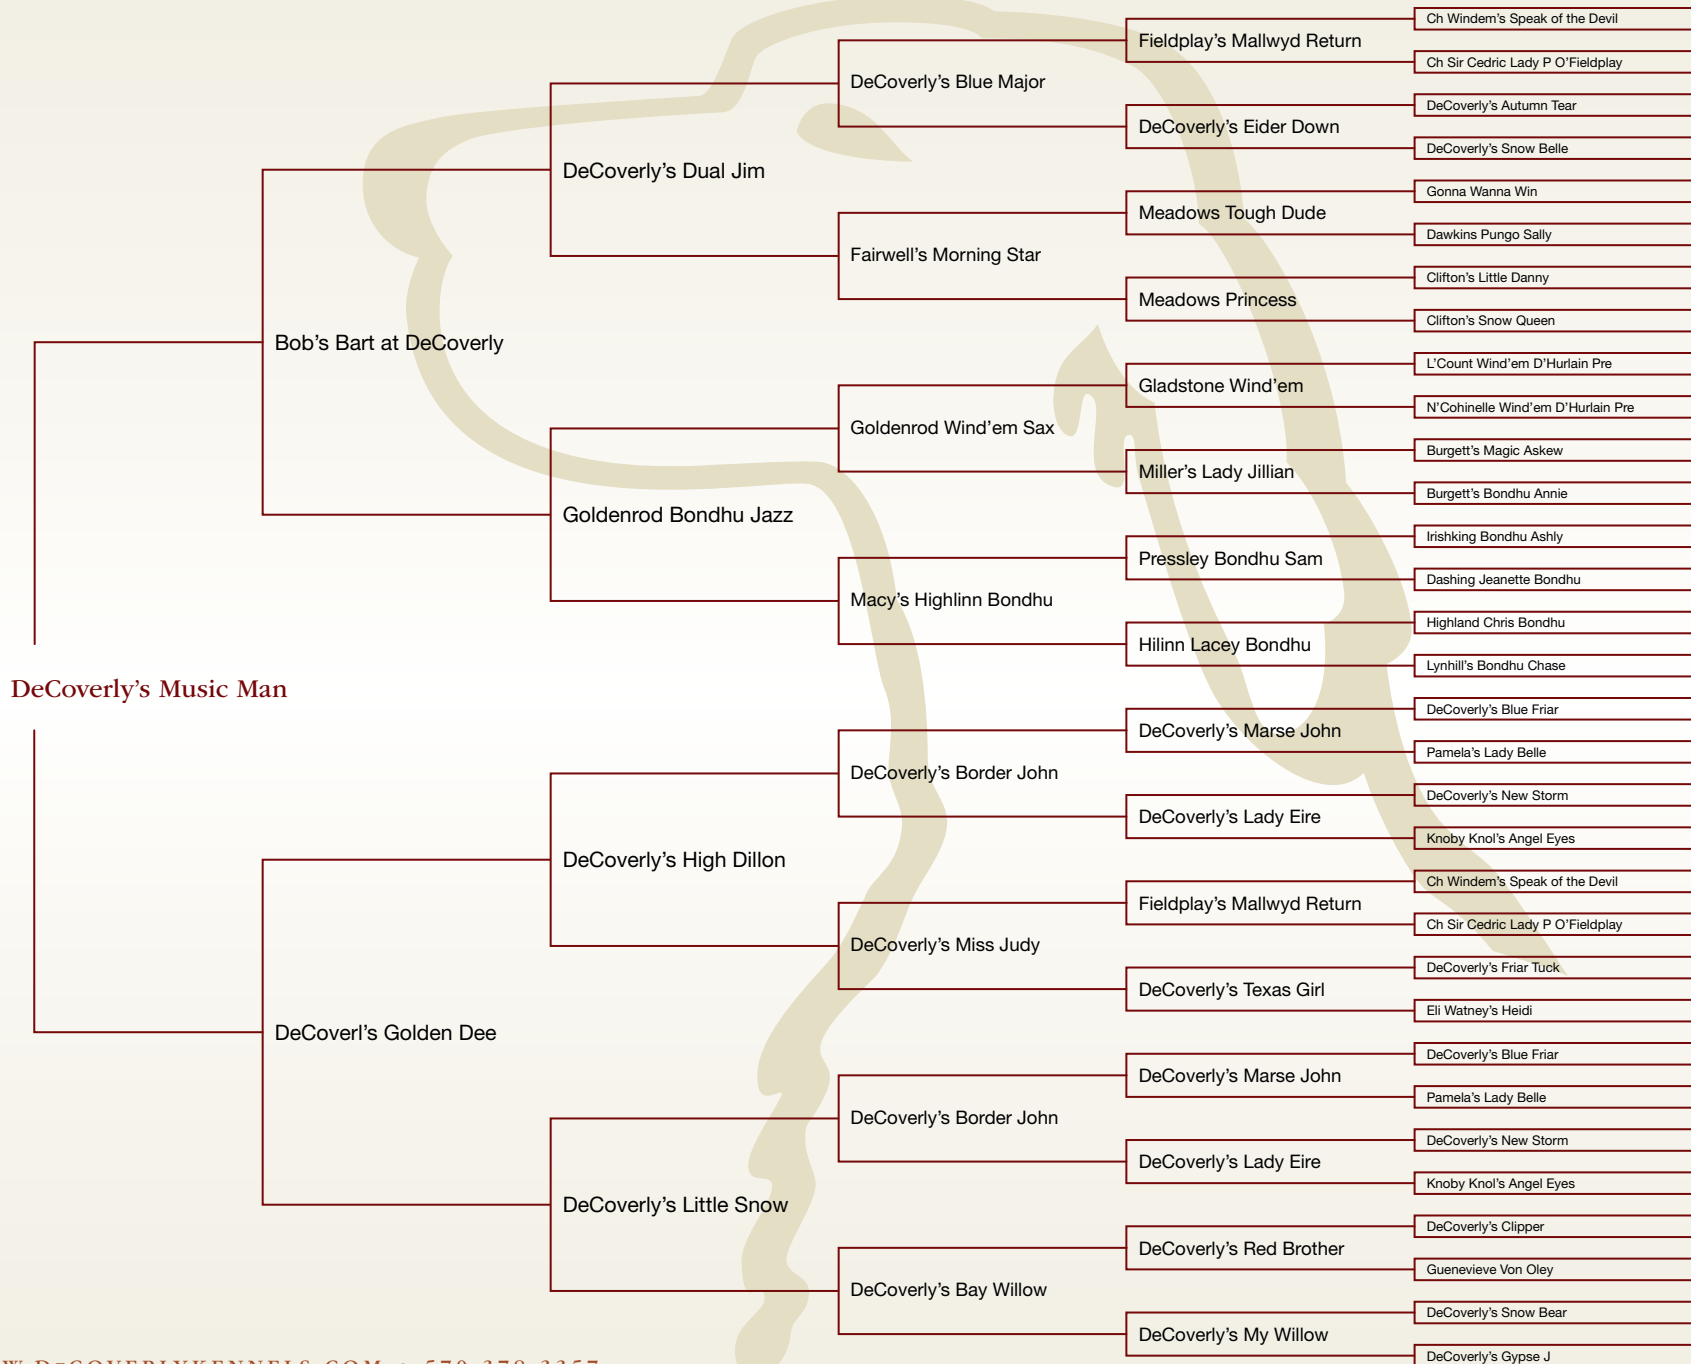 Ch Windem's Speak of the Devil
Fieldplay's Mallwyd Return
Ch Sir Cedric Lady P O'Fieldplay
DeCoverly's Blue Major
DeCoverly's Autumn Tear
DeCoverly's Eider Down
DeCoverly's Snow Belle
DeCoverly's Dual Jim
Gonna Wanna Win
Meadows Tough Dude
Dawkins Pungo Sally
Fairwell's Morning Star
Clifton's Little Danny
Meadows Princess
Clifton's Snow Queen
Bob's Bart at DeCoverly
L'Count Wind'em D'Hurlain Pre
Gladstone Wind'em
N'Cohinelle Wind'em D'Hurlain Pre
Goldenrod Wind'em Sax
Burgett's Magic Askew
Miller's Lady Jillian
Burgett's Bondhu Annie
Goldenrod Bondhu Jazz
Irishking Bondhu Ashly
Pressley Bondhu Sam
Dashing Jeanette Bondhu
Macy's Highlinn Bondhu
Highland Chris Bondhu
Hilinn Lacey Bondhu
Lynhill's Bondhu Chase
DeCoverly's Music Man
DeCoverly's Blue Friar
DeCoverly's Marse John
Pamela's Lady Belle
DeCoverly's Border John
DeCoverly's New Storm
DeCoverly's Lady Eire
Knoby Knol's Angel Eyes
DeCoverly's High Dillon
Ch Windem's Speak of the Devil
Fieldplay's Mallwyd Return
Ch Sir Cedric Lady P O'Fieldplay
DeCoverly's Miss Judy
DeCoverly's Friar Tuck
DeCoverly's Texas Girl
Eli Watney's Heidi
DeCoverl's Golden Dee
DeCoverly's Blue Friar
DeCoverly's Marse John
Pamela's Lady Belle
DeCoverly's Border John
DeCoverly's New Storm
DeCoverly's Lady Eire
Knoby Knol's Angel Eyes
DeCoverly's Little Snow
DeCoverly's Clipper
DeCoverly's Red Brother
Guenevieve Von Oley
DeCoverly's Bay Willow
DeCoverly's Snow Bear
DeCoverly's My Willow
DeCoverly's Gypse J
W.DECOVERLYKENNELS.COM • 570-378-3357